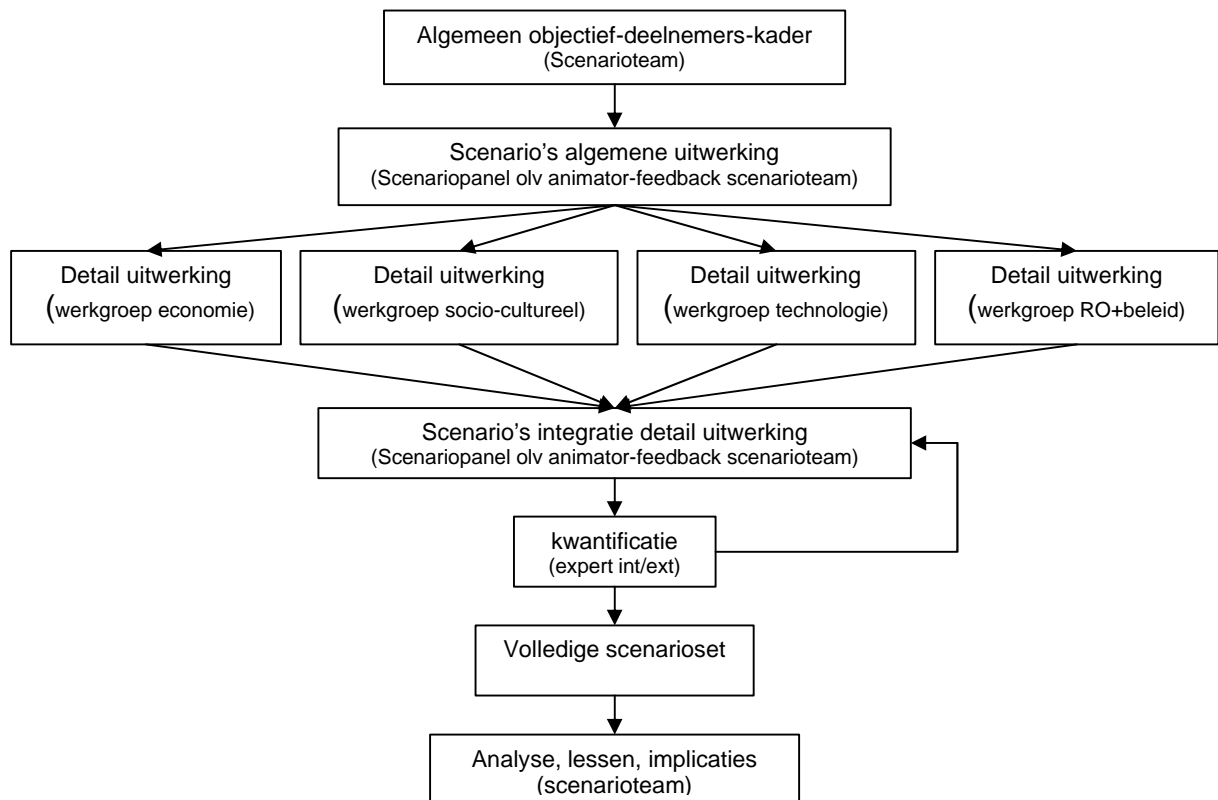 Algemeen objectief-deelnemers-kader
(Scenarioteam)
Scenario’s algemene uitwerking
(Scenariopanel olv animator-feedback scenarioteam)
Detail uitwerking
(werkgroep economie)
Detail uitwerking
(werkgroep socio-cultureel)
Detail uitwerking
(werkgroep technologie)
Detail uitwerking
(werkgroep RO+beleid)
Scenario’s integratie detail uitwerking
(Scenariopanel olv animator-feedback scenarioteam)
kwantificatie
(expert int/ext)
Volledige scenarioset
Analyse, lessen, implicaties
(scenarioteam)